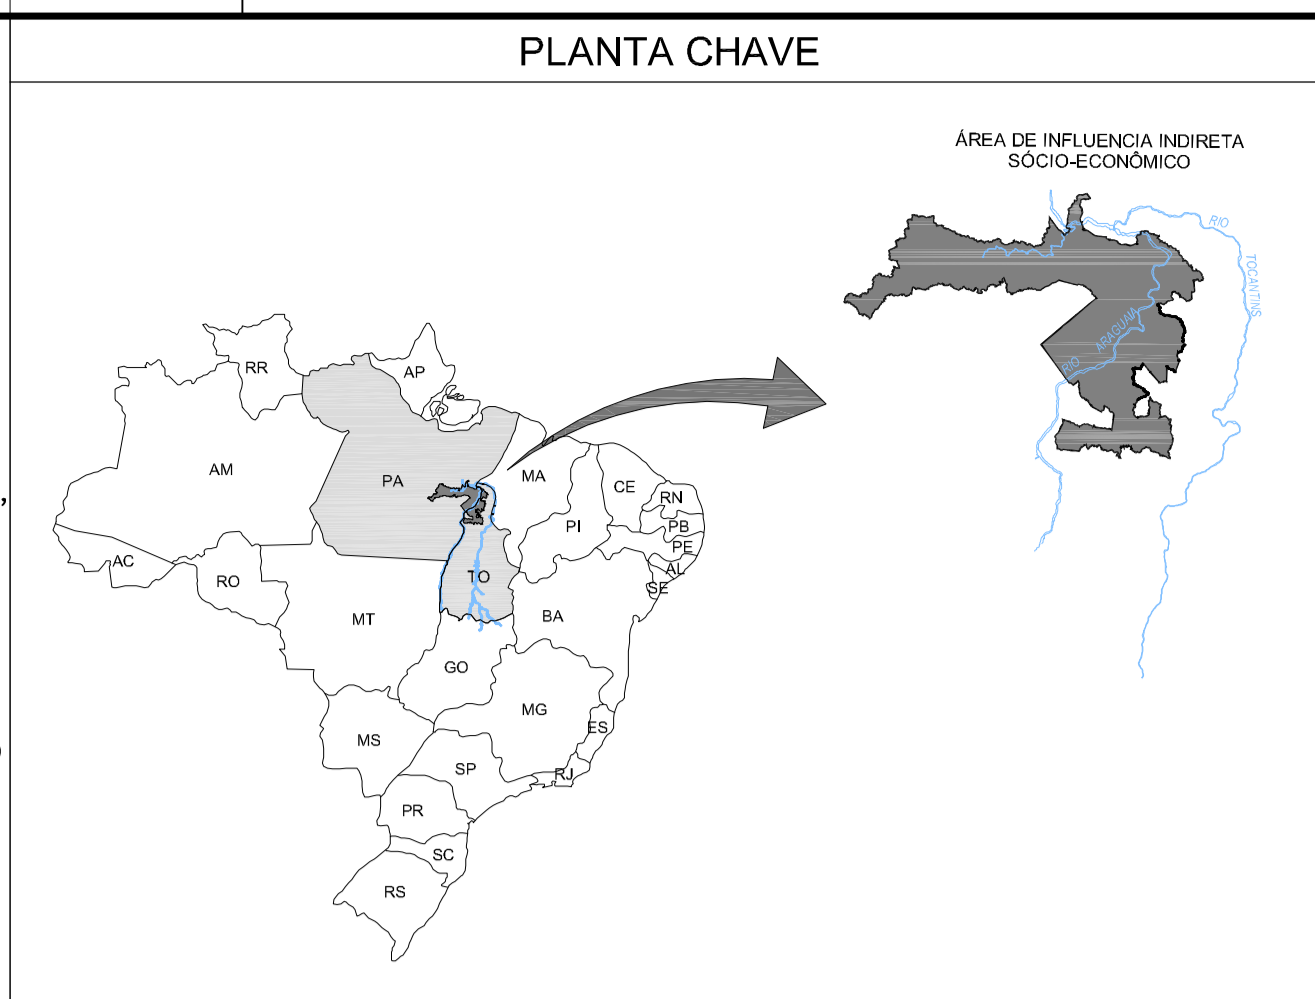 PLANTA CHAVE
ÁREA DE INFLUENCIA INDIRETA
SÓCIO-ECONÔMICO
RIO
TOCANTINS
RIO ARAGUAIA
RR
AP
AM
PA
MA
CE
RN
PB
PI
PE
AC
AL
RO
TO
SE
MT
BA
GO
MG
ES
MS
SP
RJ
PR
SC
RS